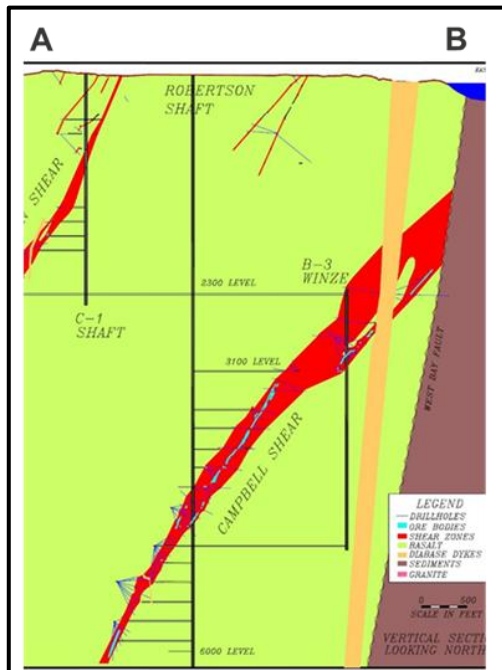 A
B
ROBERTSON
SHAFT
N SHEAR
B-3
WINZE
2300 LEVEL
C-1
SHAFT
3100 LEVEL
WEST BAY FAULT
CAMPBELL SHEAR
LEGEND
DRILLHOLES
ORE BODIES
SHEAR ZONES
BASALT
DIABASE DYKES
SEDIMENTS
GRANITE
0 500
SCALE IN FEET
6000 LEVEL
VERTICAL SECTI
LOOKING NORTH